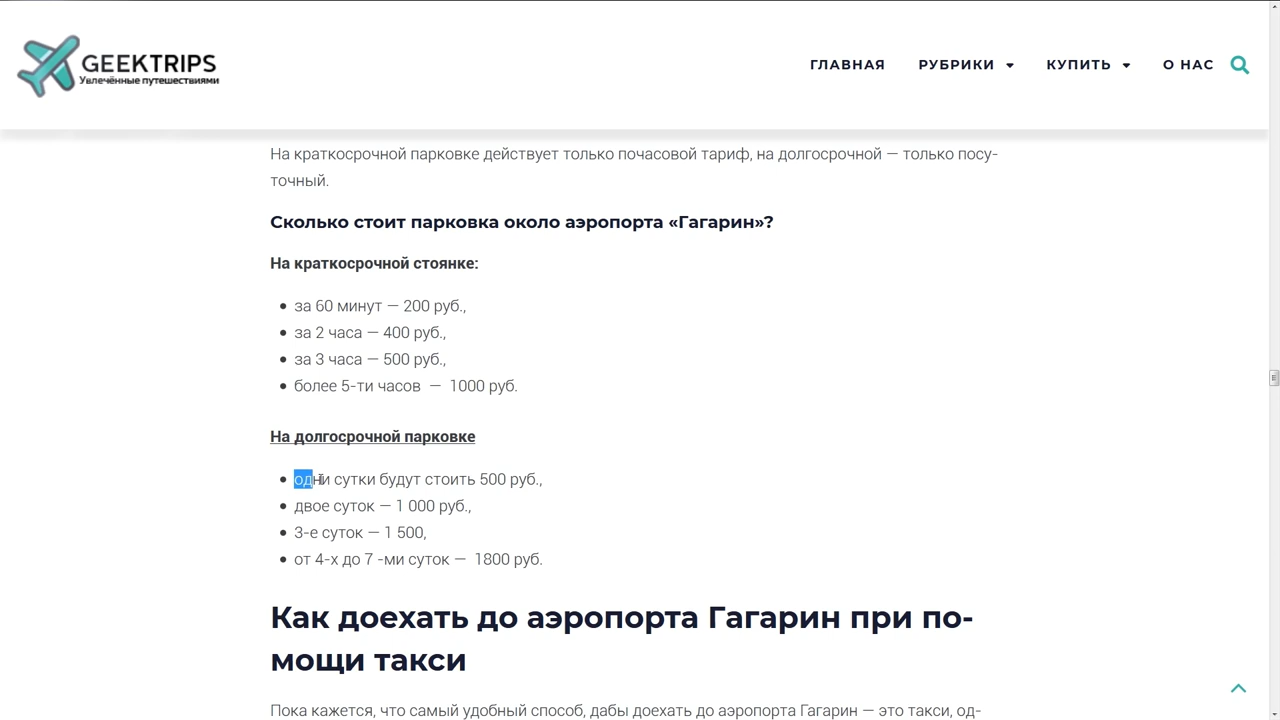 GEEKTRIPS
Увлечённые путешествиями
ГЛАВНАЯ РУБРИКИ КУПИТЬ О НАС
На краткосрочной парковке действует только почасовой тариф, на долгосрочной — только посу-
точный.
Сколько стоит парковка около аэропорта «Гагарин»?
На краткосрочной стоянке:
за 60 минут — 200 руб.,
за 2 часа — 400 руб.,
за 3 часа — 500 руб.,
более 5-ти часов — 1000 руб.
На долгосрочной парковке
одни сутки будут стоить 500 руб.,
двое суток — 1 000 руб.,
3-е суток — 1 500,
от 4-х до 7 -ми суток — 1800 руб.
Как доехать до аэропорта Гагарин при по-
мощи такси
Пока кажется, что самый удобный способ, дабы доехать до аэропорта Гагарин — это такси, од-